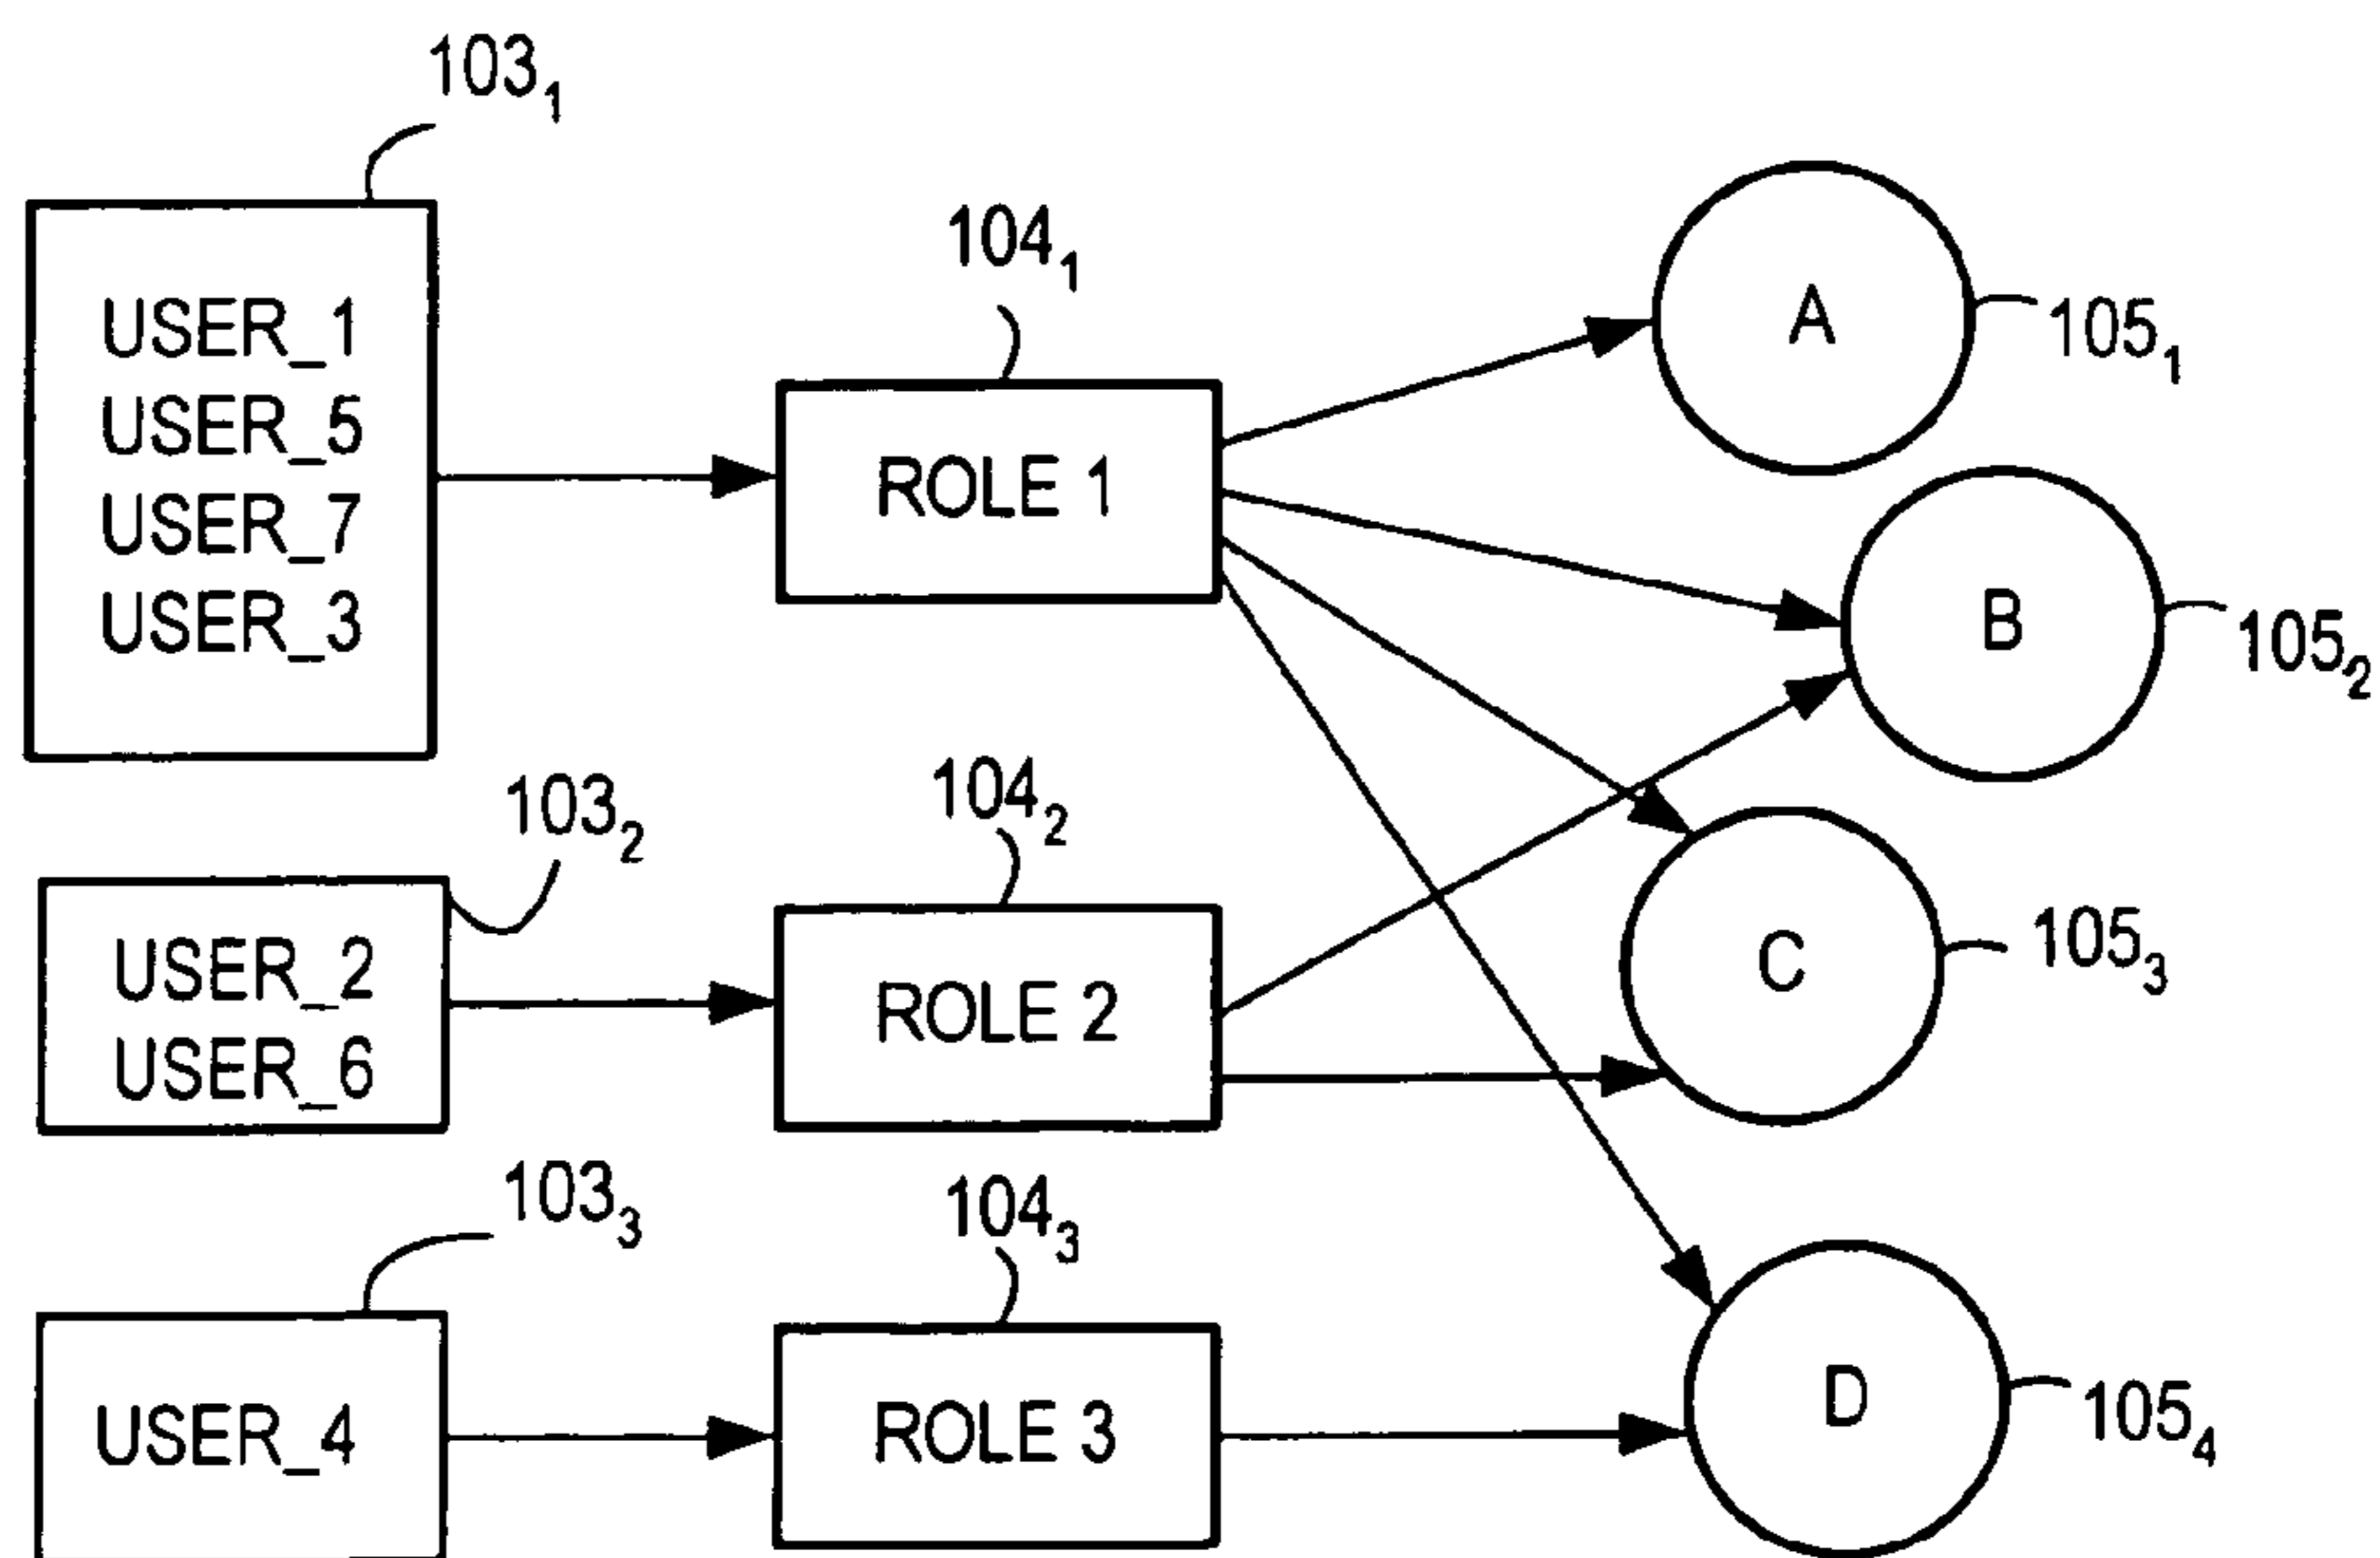 103₁
USER_1
USER_5
USER_7
USER_3
104₁
ROLE 1
A
105₁
B
105₂
103₂
USER_2
USER_6
104₂
ROLE 2
C
105₃
103₃
USER_4
104₃
ROLE 3
D
105₄